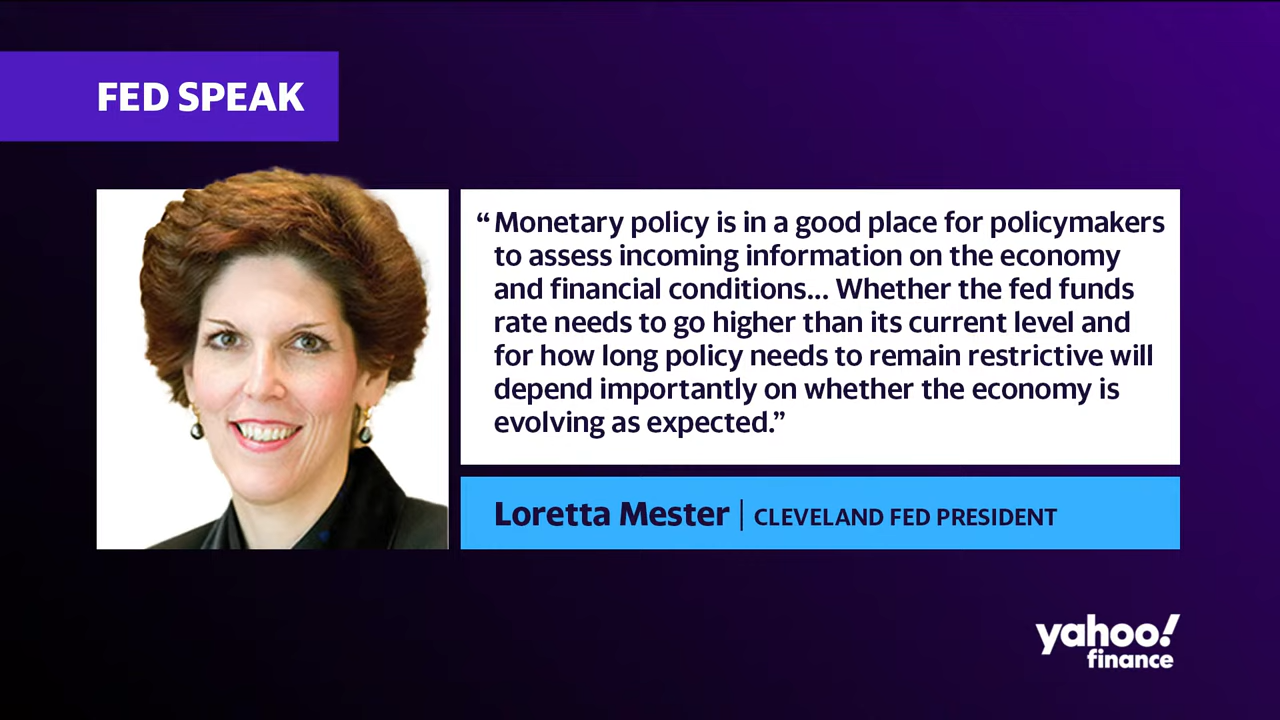 FED SPEAK
“Monetary policy is in a good place for policymakers
to assess incoming information on the economy
and financial conditions... Whether the fed funds
rate needs to go higher than its current level and
for how long policy needs to remain restrictive will
depend importantly on whether the economy is
evolving as expected.”
Loretta Mester | CLEVELAND FED PRESIDENT
yahoo!
finance